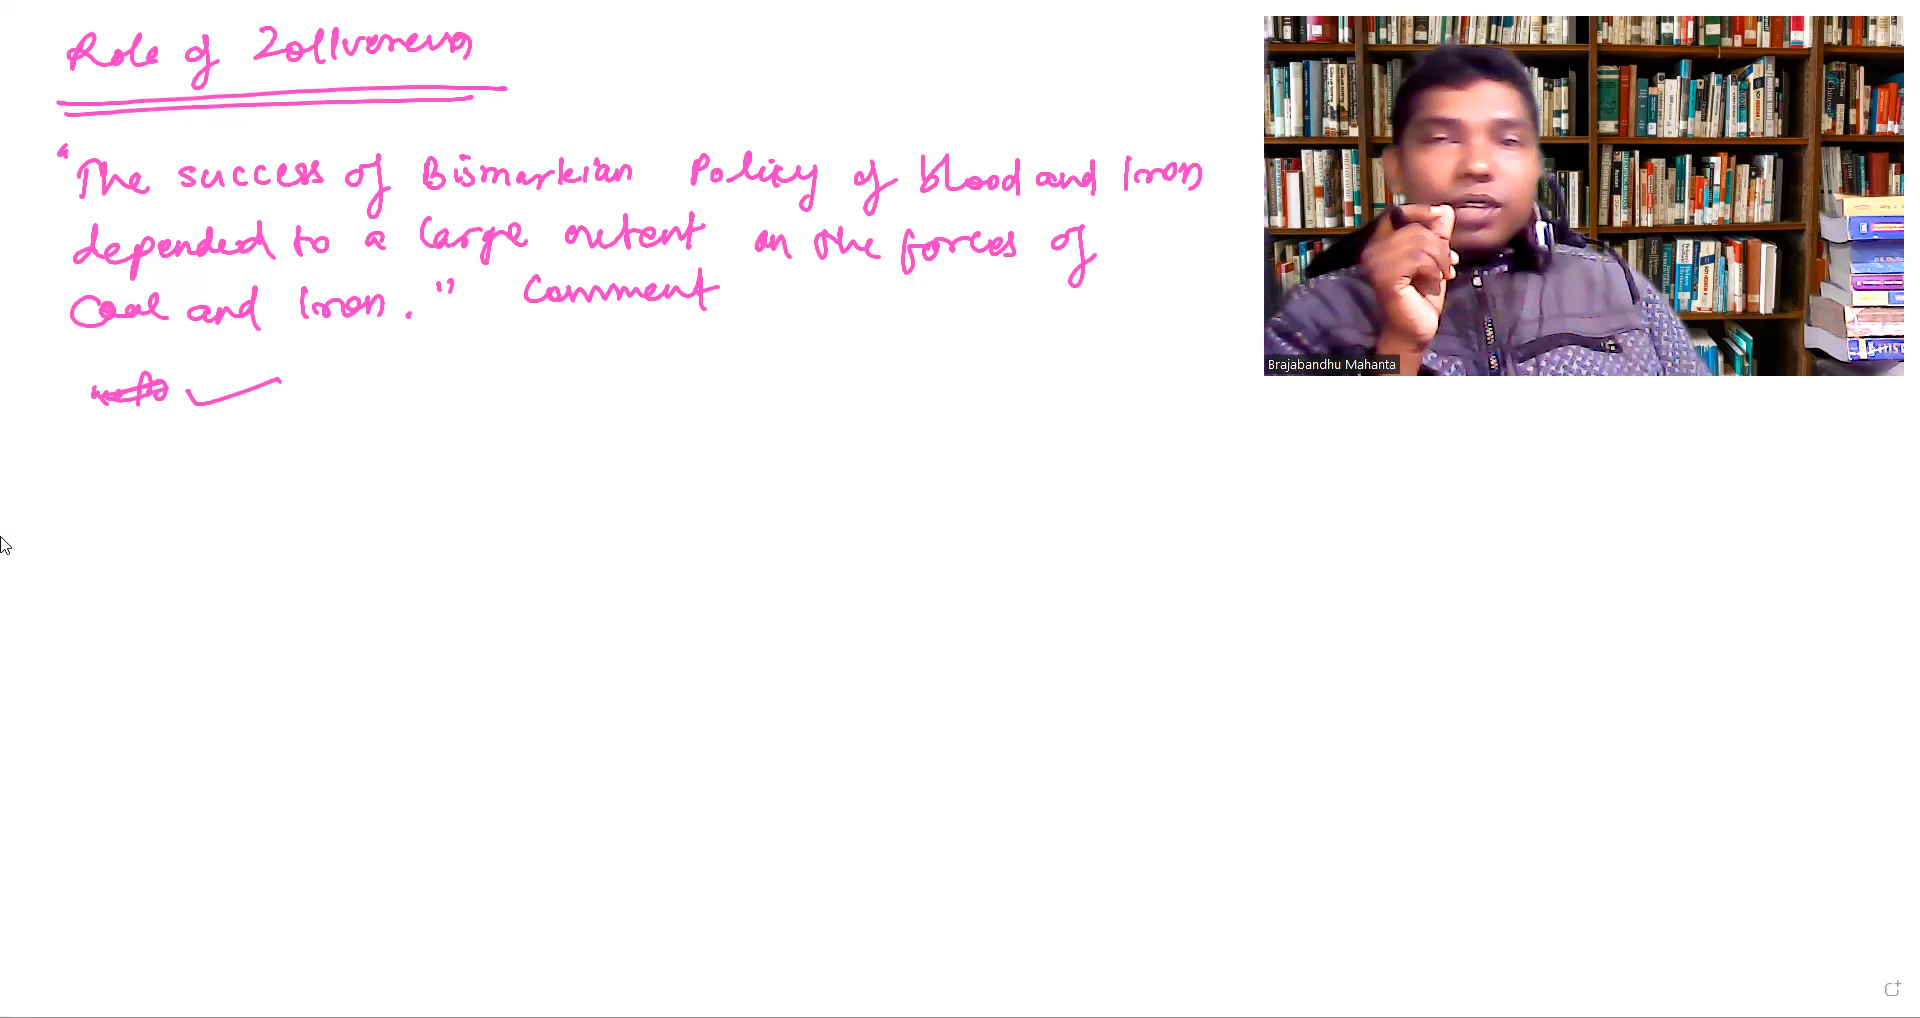 Role of Zollverein
"The success of Bismarkian Policy of blood and Iron
depended to a large extent on the forces of
Coal and Iron." Comment
Brajabandhu Mahanta